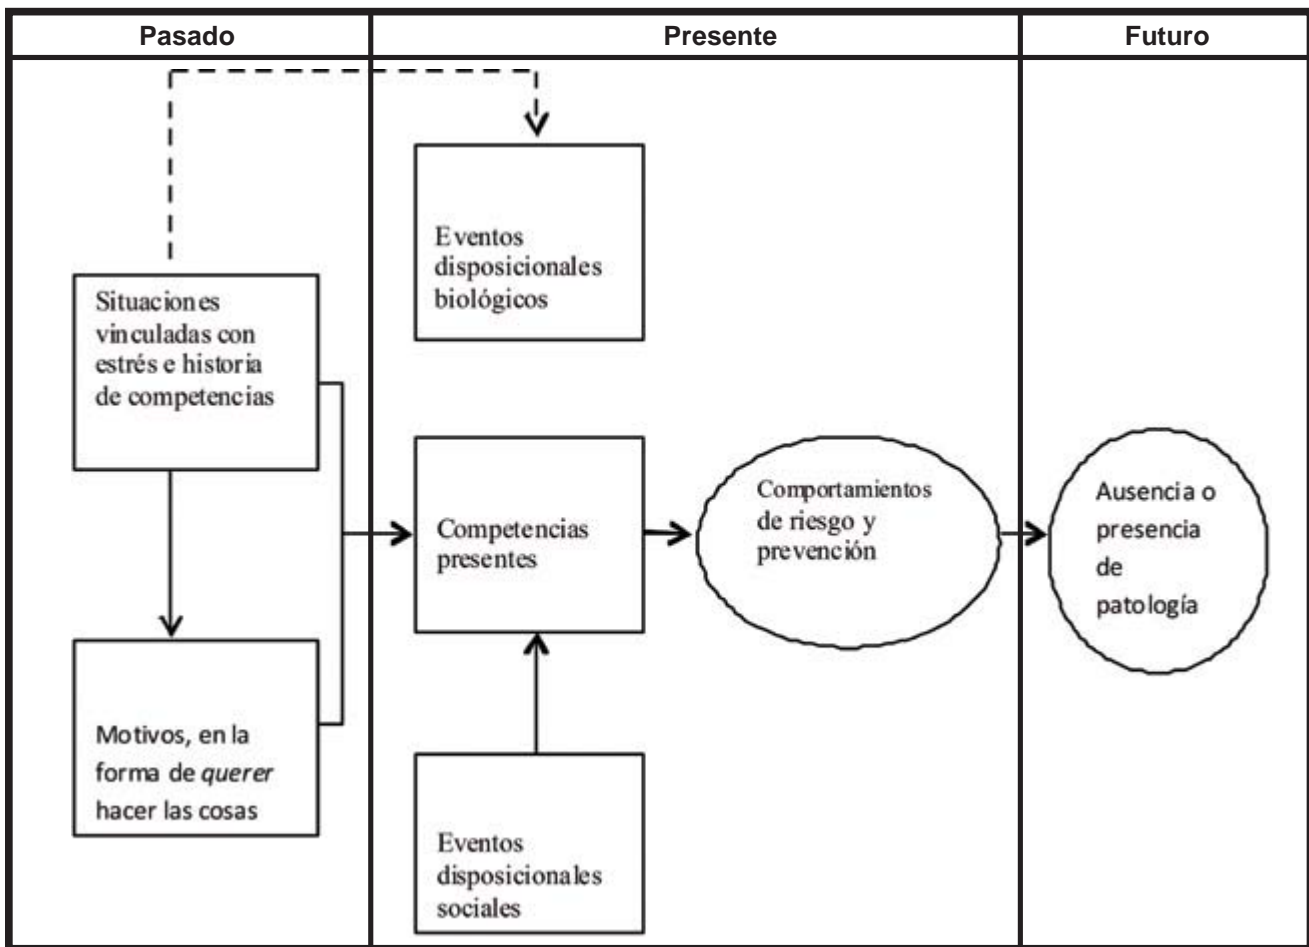 Pasado
Presente
Futuro
Situaciones
vinculadas con
estrés e historia
de competencias
Motivos, en la
forma de querer
hacer las cosas
Eventos
disposicionales
biológicos
Competencias
presentes
Eventos
disposicionales
sociales
Comportamientos
de riesgo y
prevención
Ausencia o
presencia
de
patología